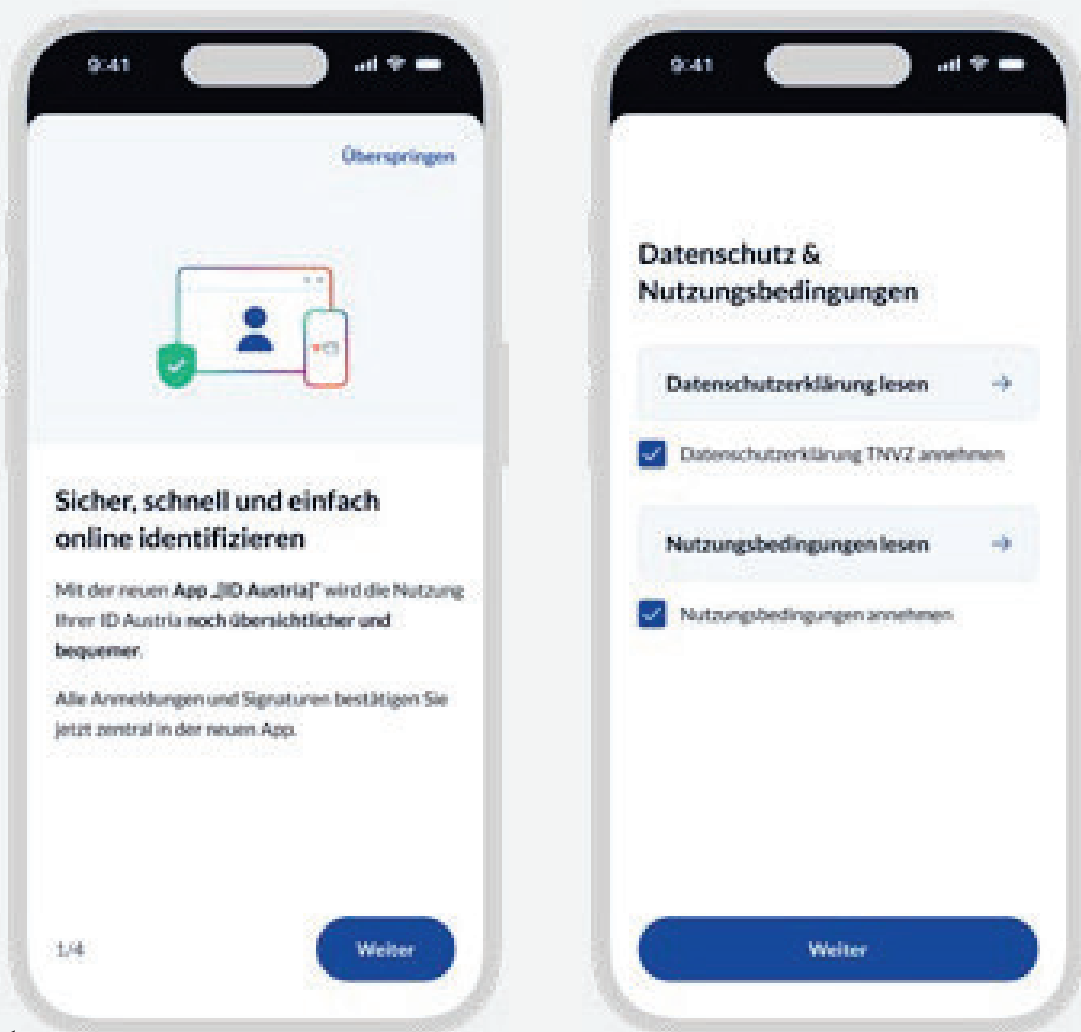 9:41
Überspringen
Sicher, schnell und einfach
online identifizieren
Mit der neuen App „[ID Austria]“ wird die Nutzung
Ihrer ID Austria noch übersichtlicher und
bequemer.
Alle Anmeldungen und Signaturen bestätigen Sie
jetzt zentral in der neuen App.
1/4
Weiter
9:41
Datenschutz &
Nutzungsbedingungen
Datenschutzerklärung lesen →
Datenschutzerklärung TNVZ annehmen
Nutzungsbedingungen lesen →
Nutzungsbedingungen annehmen
Weiter